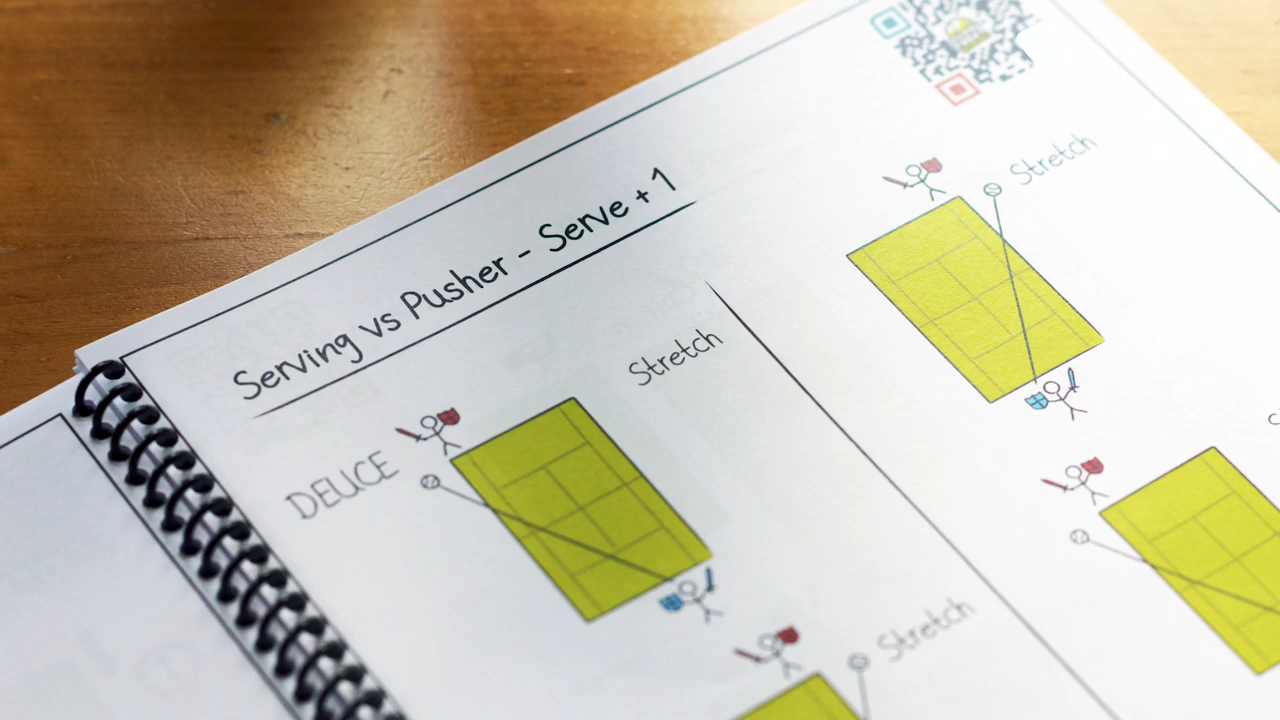 Serving vs Pusher - Serve + 1
Stretch
DEUCE
Stretch
Stretch